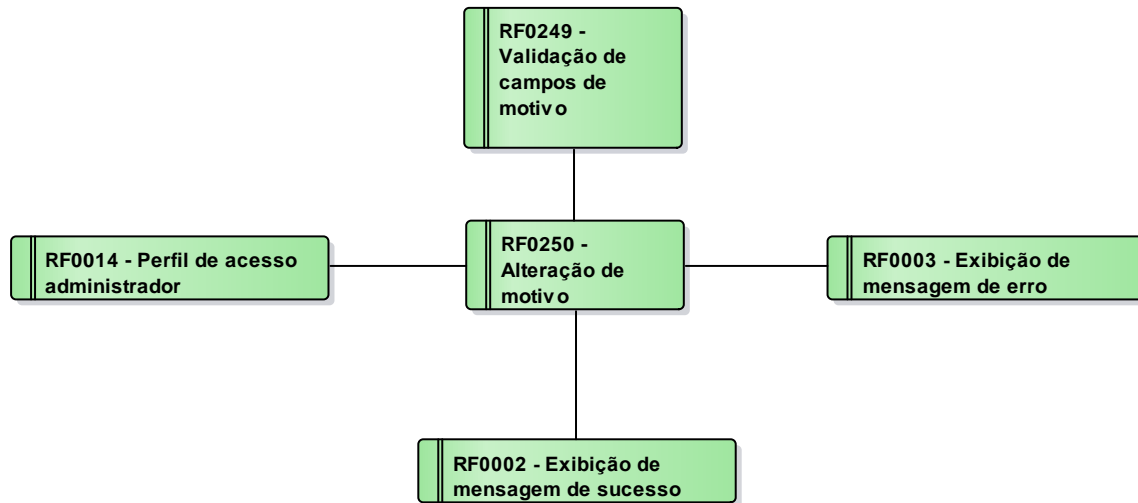 RF0249 -
Validação de
campos de
motivo
RF0014 - Perfil de acesso
administrador
RF0250 -
Alteração de
motivo
RF0003 - Exibição de
mensagem de erro
RF0002 - Exibição de
mensagem de sucesso